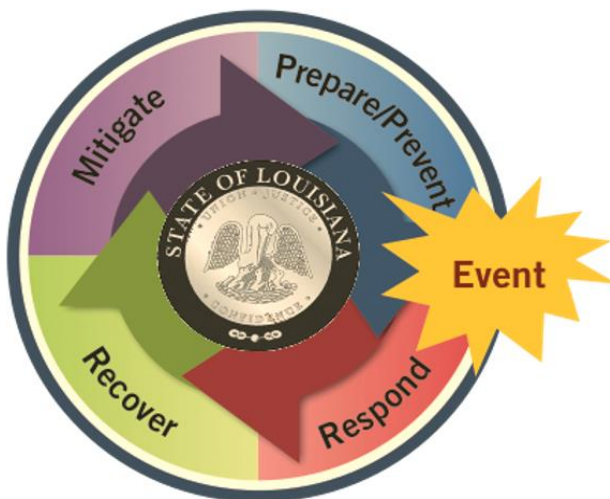 Mitigate
Prepare/Prevent
Event
Respond
Recover
STATE OF LOUISIANA
UNION · JUSTICE
CONFIDENCE